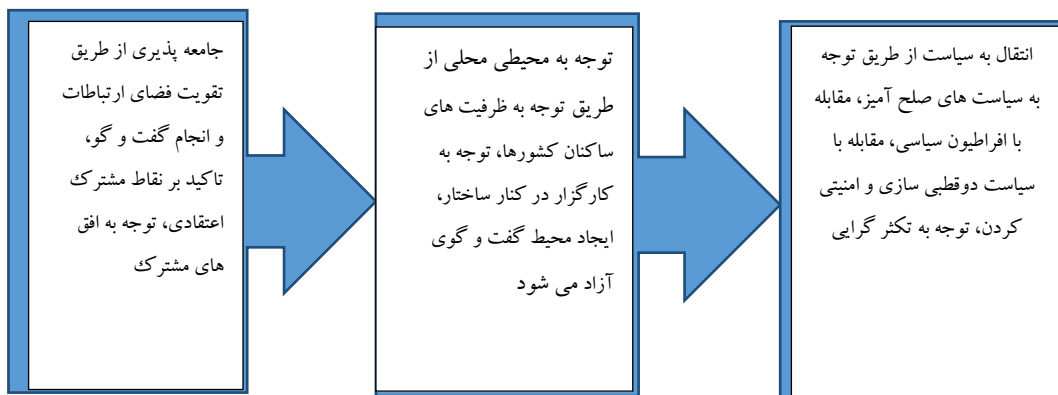 جامعه پذیری از طریق
تقویت فضای ارتباطات
و انجام گفت و گو،
تاکید بر نقاط مشترک
اعتقادی، توجه به افق
های مشترک
توجه به محیطی محلی از
طریق توجه به ظرفیت های
ساکنان کشورها، توجه به
کارگزار در کنار ساختار،
ایجاد محیط گفت و گوی
آزاد می شود
انتقال به سیاست از طریق توجه
به سیاست های صلح آمیز، مقابله
با افراطیون سیاسی، مقابله با
سیاست دوقطبی سازی و امنیتی
کردن، توجه به تکثر گرایی